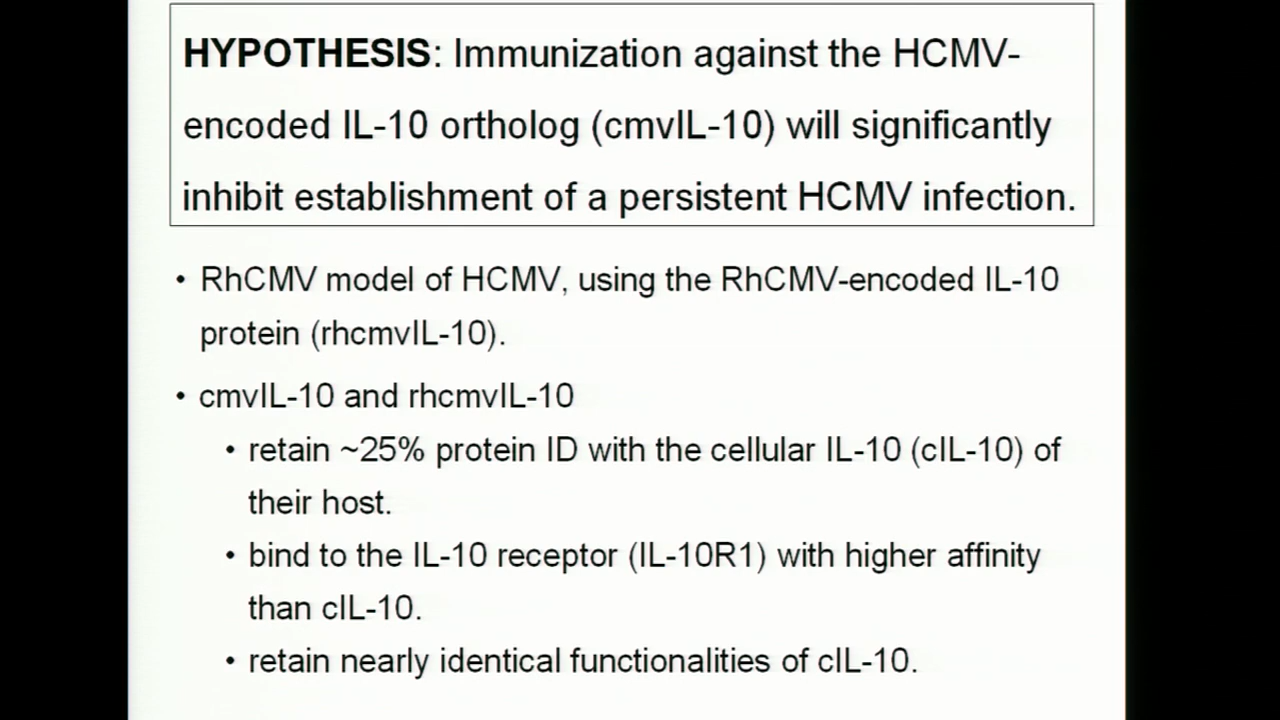 HYPOTHESIS: Immunization against the HCMV-
encoded IL-10 ortholog (cmvIL-10) will significantly
inhibit establishment of a persistent HCMV infection.
• RhCMV model of HCMV, using the RhCMV-encoded IL-10
protein (rhcmvIL-10).
• cmvIL-10 and rhcmvIL-10
• retain ~25% protein ID with the cellular IL-10 (cIL-10) of
their host.
• bind to the IL-10 receptor (IL-10R1) with higher affinity
than cIL-10.
• retain nearly identical functionalities of cIL-10.